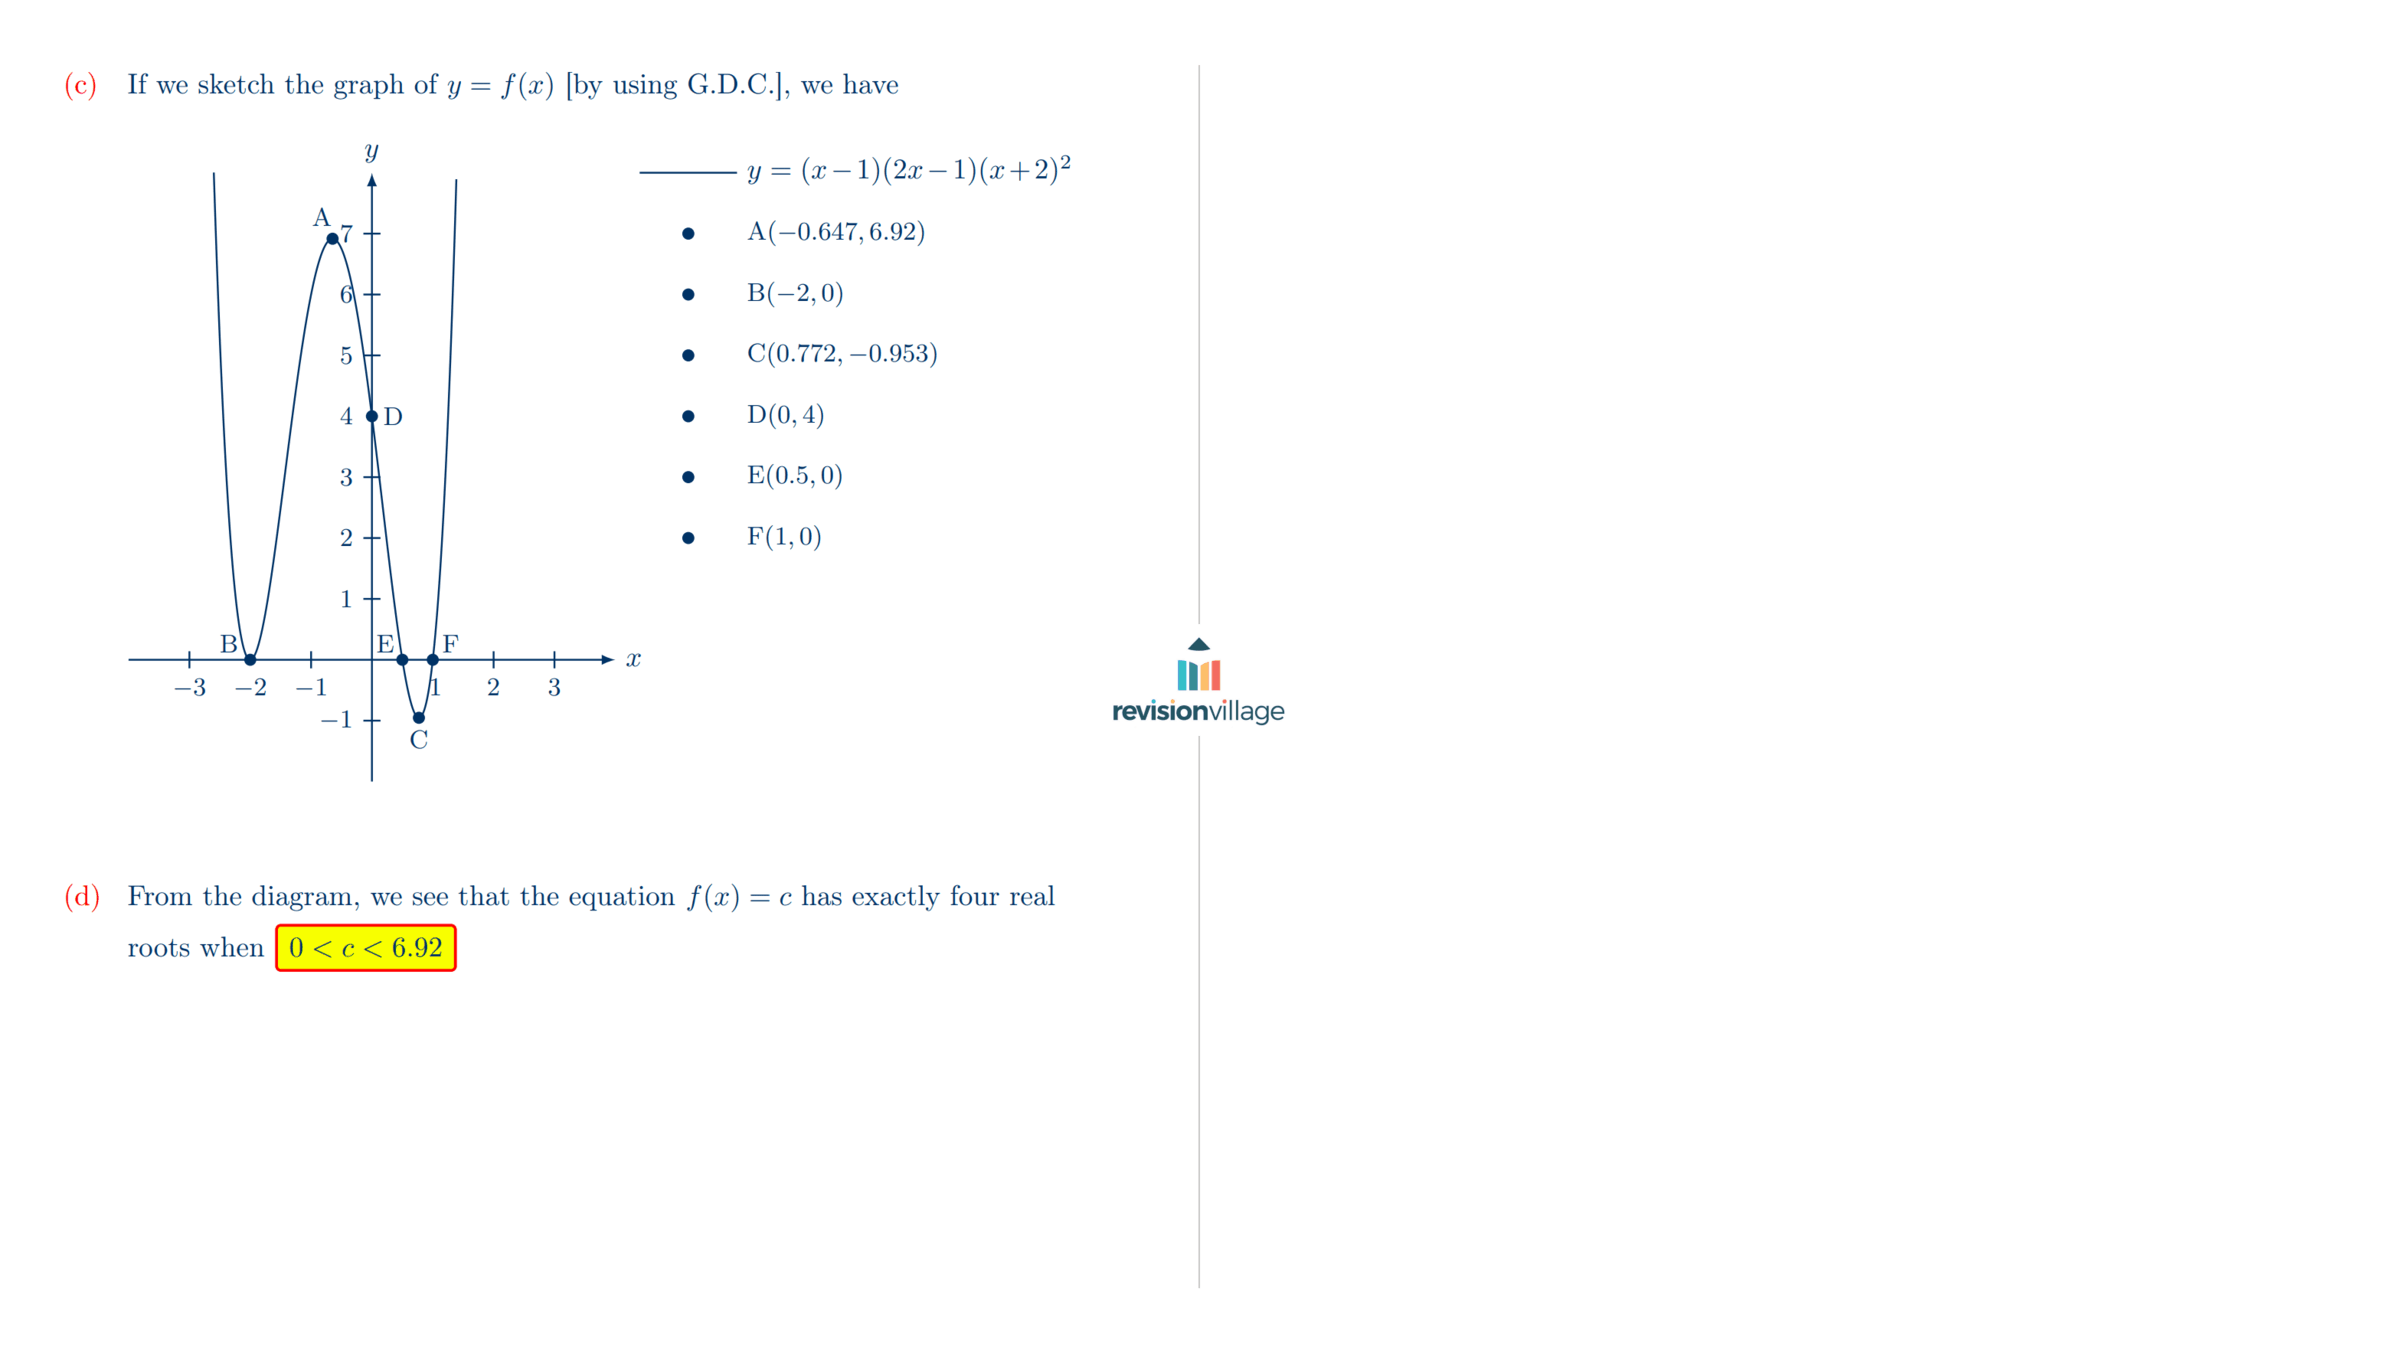 (c) If we sketch the graph of y = f(x) [by using G.D.C.], we have
y
y = (x − 1)(2x − 1)(x + 2)²
A
A(−0.647, 6.92)
7
B(−2, 0)
6
C(0.772, −0.953)
5
D(0, 4)
4 D
E(0.5, 0)
3
F(1, 0)
2
1
B E F
x
−3 −2 −1 1 2 3
−1
C
revisionvillage
(d) From the diagram, we see that the equation f(x) = c has exactly four real
roots when 0 < c < 6.92